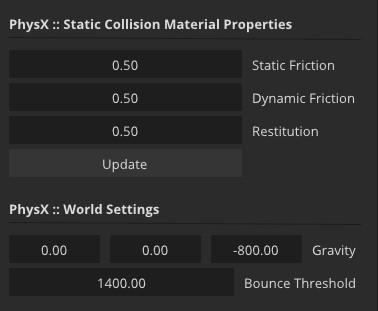 PhysX :: Static Collision Material Properties
0.50 Static Friction
0.50 Dynamic Friction
0.50 Restitution
Update
PhysX :: World Settings
0.00 0.00 -800.00 Gravity
1400.00 Bounce Threshold